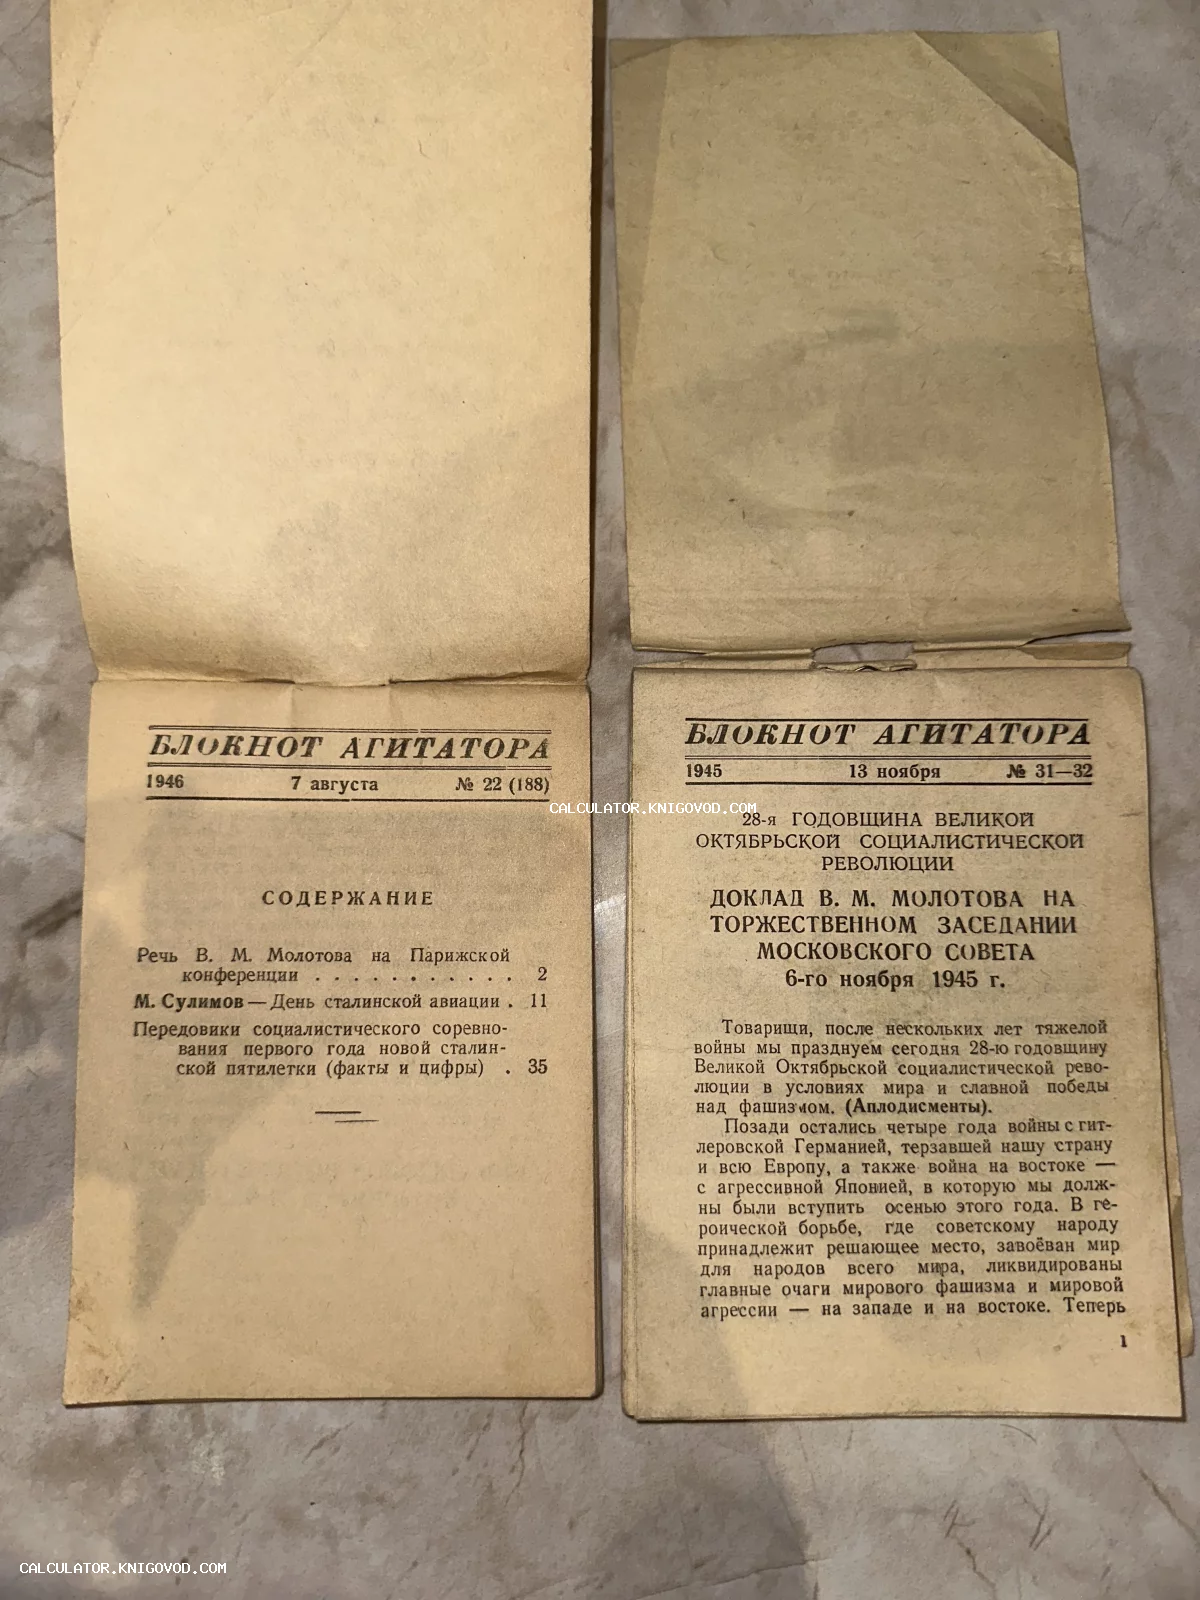 БЛОКНОТ АГИТАТОРА
1946 7 августа № 22 (188)
СОДЕРЖАНИЕ
Речь В. М. Молотова на Парижской
конференции . . . . . . . . . . . 2
М. Сулимов — День сталинской авиации . 11
Передовики социалистического соревно-
вания первого года новой сталин-
ской пятилетки (факты и цифры) . 35
БЛОКНОТ АГИТАТОРА
1945 13 ноября № 31—32
28-я ГОДОВЩИНА ВЕЛИКОЙ
ОКТЯБРЬСКОЙ СОЦИАЛИСТИЧЕСКОЙ
РЕВОЛЮЦИИ
ДОКЛАД В. М. МОЛОТОВА НА
ТОРЖЕСТВЕННОМ ЗАСЕДАНИИ
МОСКОВСКОГО СОВЕТА
6-го ноября 1945 г.
Товарищи, после нескольких лет тяжелой
войны мы празднуем сегодня 28-ю годовщину
Великой Октябрьской социалистической рево-
люции в условиях мира и славной победы
над фашизмом. (Аплодисменты).
Позади остались четыре года войны с гит-
леровской Германией, терзавшей нашу страну
и всю Европу, а также война на востоке —
с агрессивной Японией, в которую мы долж-
ны были вступить осенью этого года. В ге-
роической борьбе, где советскому народу
принадлежит решающее место, завоёван мир
для народов всего мира, ликвидированы
главные очаги мирового фашизма и мировой
агрессии — на западе и на востоке. Теперь
1
CALCULATOR.KNIGOVOD.COM
CALCULATOR.KNIGOVOD.COM